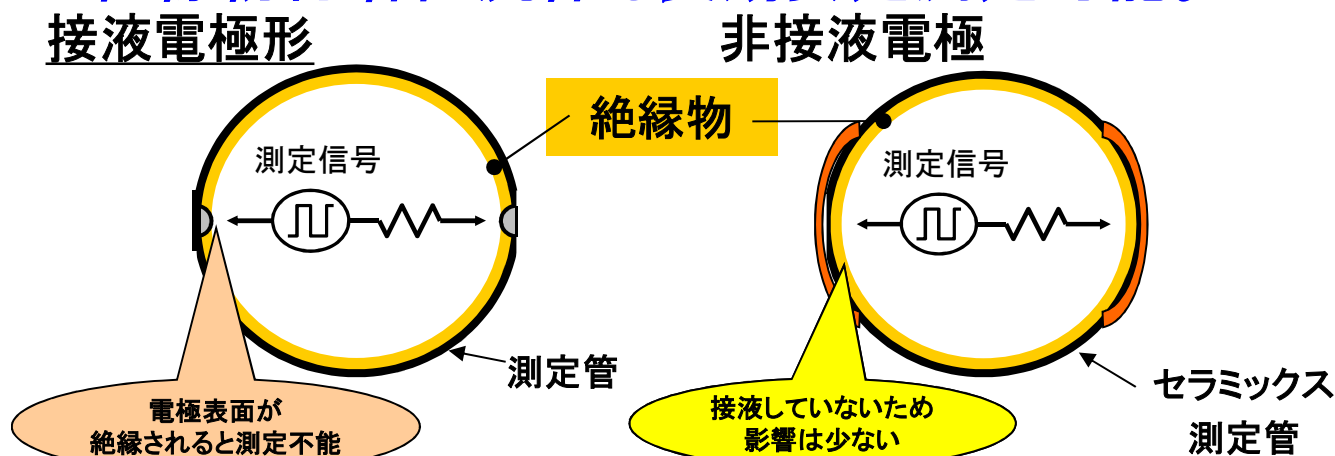 接液電極形
非接液電極
絶縁物
測定信号
測定信号
測定管
セラミックス
測定管
電極表面が
絶縁されると測定不能
接液していないため
影響は少ない